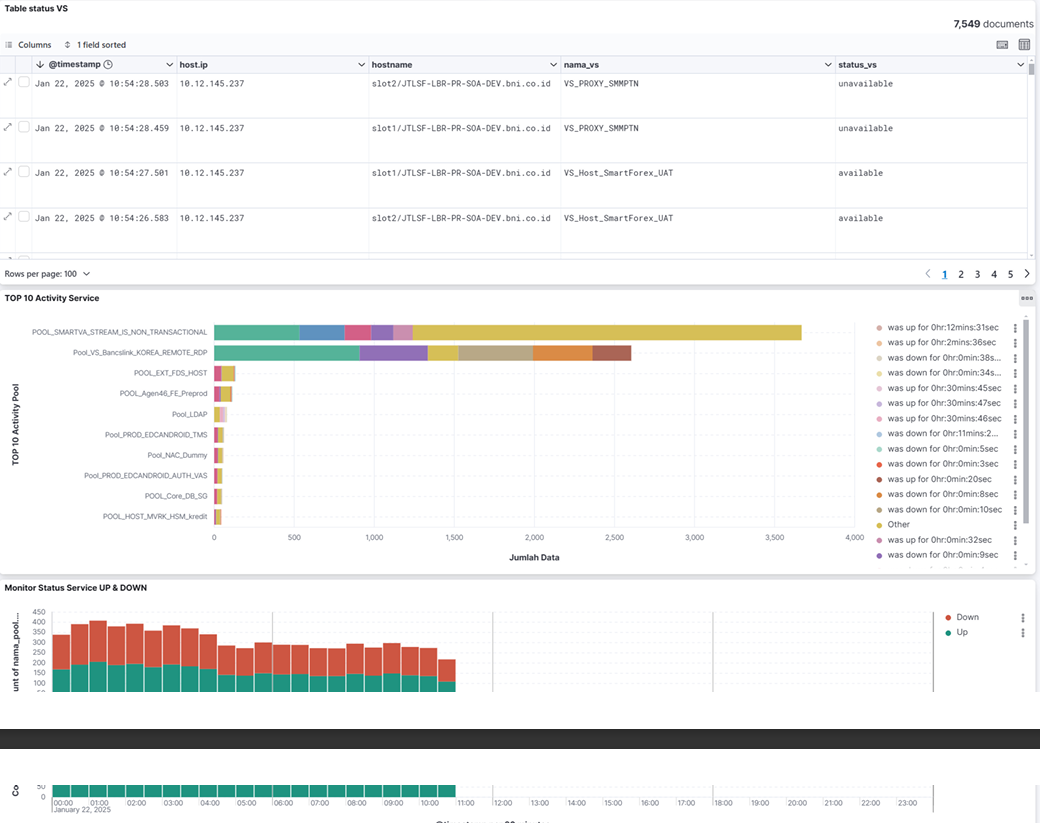 Table status VS
7,549 documents
Columns 1 field sorted
@timestamp host.ip hostname nama_vs status_vs
Jan 22, 2025 @ 10:54:28.503 10.12.145.237 slot2/JTLSF-LBR-PR-SOA-DEV.bni.co.id VS_PROXY_SMMPTN unavailable
Jan 22, 2025 @ 10:54:28.459 10.12.145.237 slot1/JTLSF-LBR-PR-SOA-DEV.bni.co.id VS_PROXY_SMMPTN unavailable
Jan 22, 2025 @ 10:54:27.501 10.12.145.237 slot1/JTLSF-LBR-PR-SOA-DEV.bni.co.id VS_Host_SmartForex_UAT available
Jan 22, 2025 @ 10:54:26.583 10.12.145.237 slot2/JTLSF-LBR-PR-SOA-DEV.bni.co.id VS_Host_SmartForex_UAT available
Rows per page: 100
1 2 3 4 5
TOP 10 Activity Service
TOP 10 Activity Pool
POOL_SMARTVA_STREAM_IS_NON_TRANSACTIONAL
Pool_VS_Bancslink_KOREA_REMOTE_RDP
POOL_EXT_FDS_HOST
POOL_Agen46_FE_Preprod
Pool_LDAP
Pool_PROD_EDCANDROID_TMS
Pool_NAC_Dummy
Pool_PROD_EDCANDROID_AUTH_VAS
POOL_Core_DB_SG
POOL_HOST_MVRK_HSM_kredit
0 500 1,000 1,500 2,000 2,500 3,000 3,500 4,000
Jumlah Data
was up for 0hr:12mins:31sec
was up for 0hr:2mins:36sec
was down for 0hr:0min:38s...
was down for 0hr:0min:34s...
was up for 0hr:30mins:45sec
was up for 0hr:30mins:47sec
was up for 0hr:30mins:46sec
was down for 0hr:11mins:2...
was down for 0hr:0min:5sec
was down for 0hr:0min:3sec
was up for 0hr:0min:20sec
was down for 0hr:0min:8sec
was down for 0hr:0min:10sec
Other
was up for 0hr:0min:32sec
was down for 0hr:0min:9sec
Monitor Status Service UP & DOWN
unt of nama_pool....
450
400
350
300
250
200
150
100
Down
Up
Co
50
0
00:00 01:00 02:00 03:00 04:00 05:00 06:00 07:00 08:00 09:00 10:00 11:00 12:00 13:00 14:00 15:00 16:00 17:00 18:00 19:00 20:00 21:00 22:00 23:00
January 22, 2025